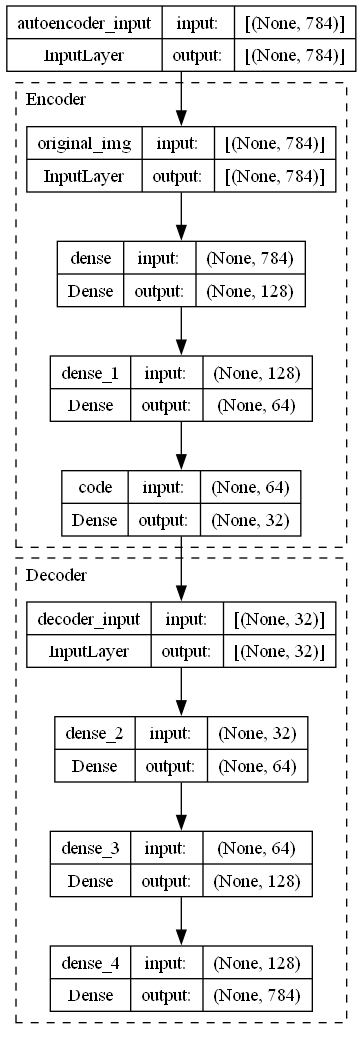 autoencoder_input input: [(None, 784)]
InputLayer output: [(None, 784)]
Encoder
original_img input: [(None, 784)]
InputLayer output: [(None, 784)]
dense input: (None, 784)
Dense output: (None, 128)
dense_1 input: (None, 128)
Dense output: (None, 64)
code input: (None, 64)
Dense output: (None, 32)
Decoder
decoder_input input: [(None, 32)]
InputLayer output: [(None, 32)]
dense_2 input: (None, 32)
Dense output: (None, 64)
dense_3 input: (None, 64)
Dense output: (None, 128)
dense_4 input: (None, 128)
Dense output: (None, 784)